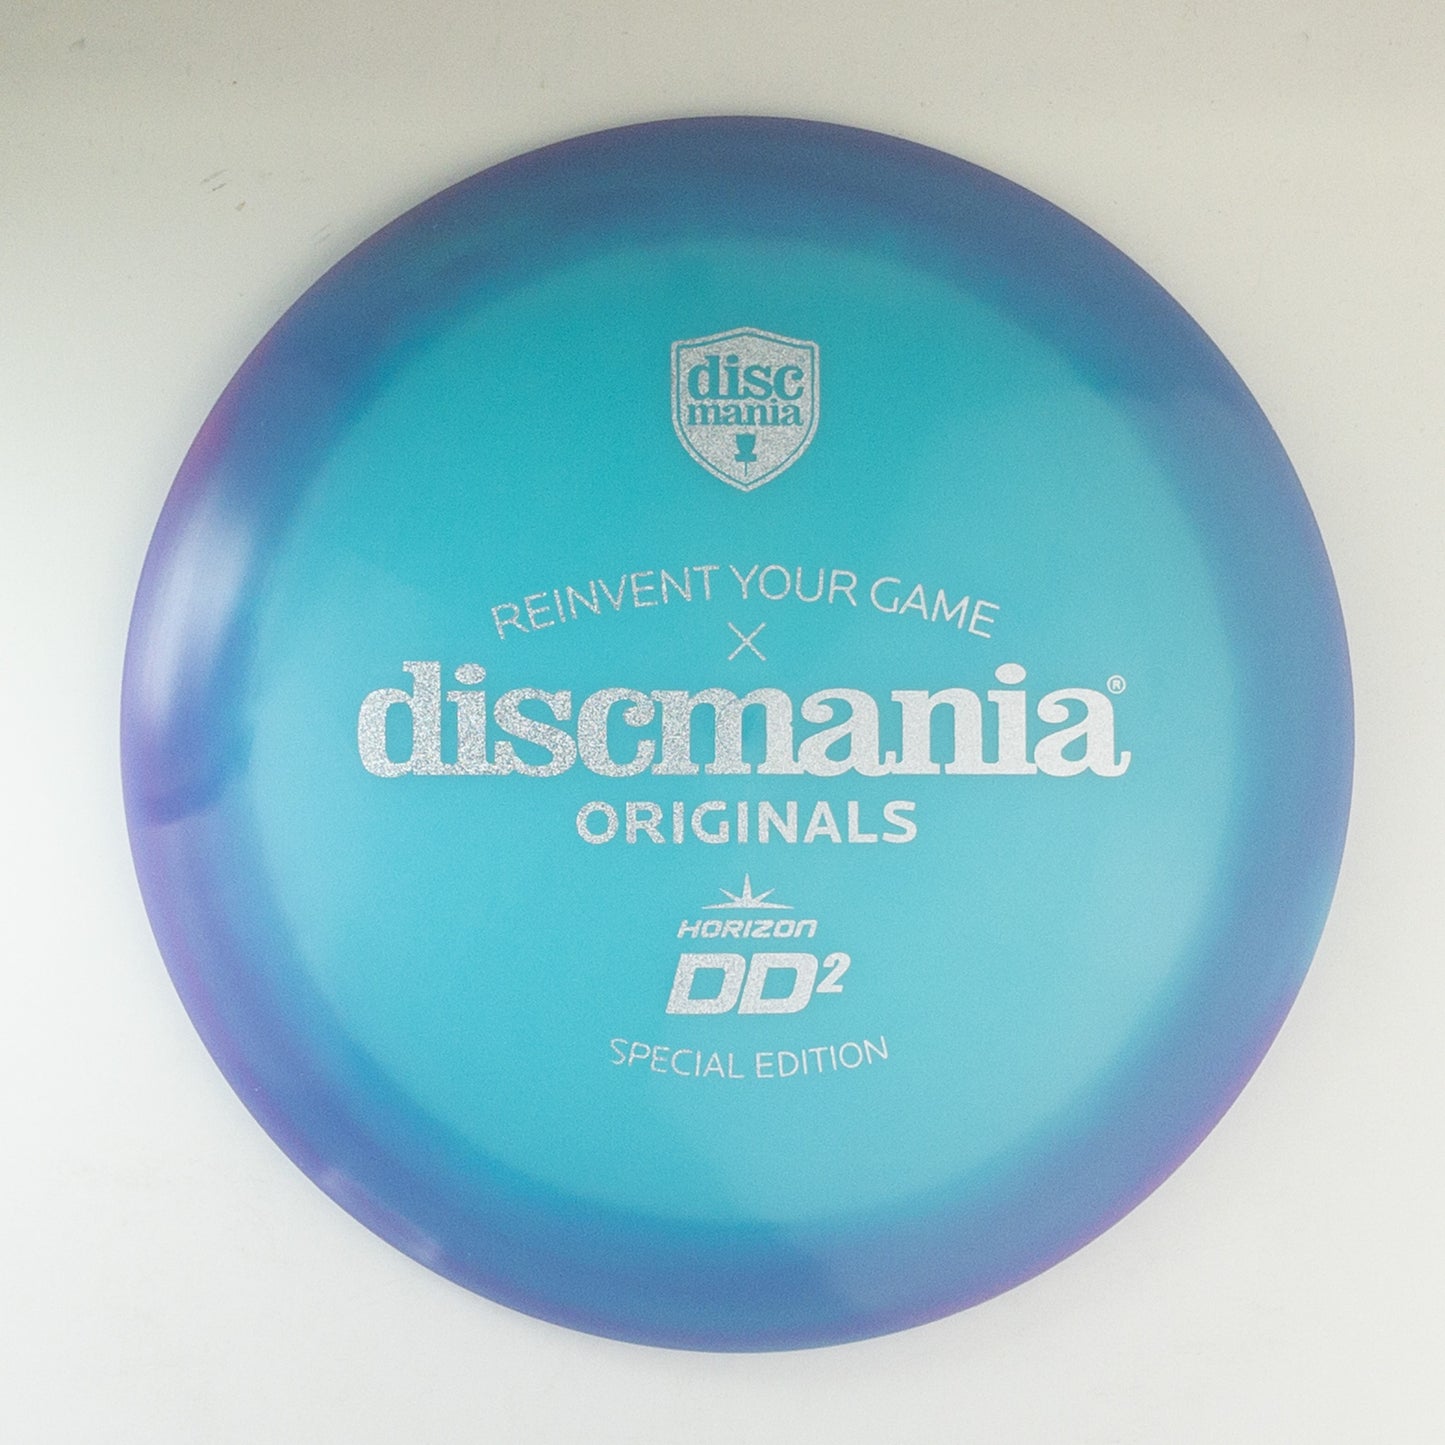 disc
mania
REINVENT YOUR GAME
X
discmania®
ORIGINALS
HORIZON
DD²
SPECIAL EDITION